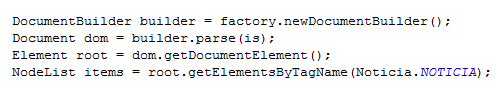 DocumentBuilder builder = factory.newDocumentBuilder();
Document dom = builder.parse(is);
Element root = dom.getDocumentElement();
NodeList items = root.getElementsByTagName(Noticia.NOTICIA);